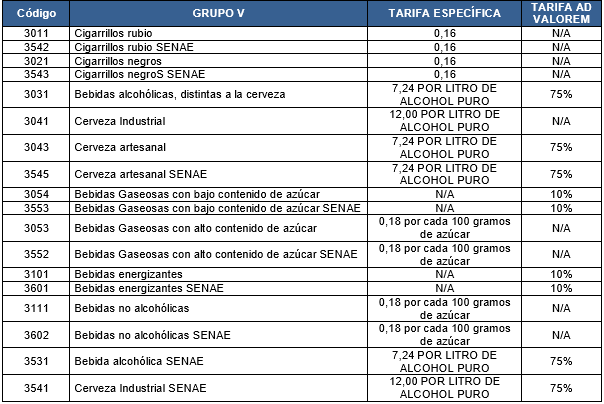 Código GRUPO V TARIFA ESPECÍFICA TARIFA AD VALOREM
3011 Cigarrillos rubio 0,16 N/A
3542 Cigarrillos rubio SENAE 0,16 N/A
3021 Cigarrillos negros 0,16 N/A
3543 Cigarrillos negroS SENAE 0,16 N/A
3031 Bebidas alcohólicas, distintas a la cerveza 7,24 POR LITRO DE ALCOHOL PURO 75%
3041 Cerveza Industrial 12,00 POR LITRO DE ALCOHOL PURO N/A
3043 Cerveza artesanal 7,24 POR LITRO DE ALCOHOL PURO 75%
3545 Cerveza artesanal SENAE 7,24 POR LITRO DE ALCOHOL PURO 75%
3054 Bebidas Gaseosas con bajo contenido de azúcar N/A 10%
3553 Bebidas Gaseosas con bajo contenido de azúcar SENAE N/A 10%
3053 Bebidas Gaseosas con alto contenido de azúcar 0,18 por cada 100 gramos de azúcar N/A
3552 Bebidas Gaseosas con alto contenido de azúcar SENAE 0,18 por cada 100 gramos de azúcar N/A
3101 Bebidas energizantes N/A 10%
3601 Bebidas energizantes SENAE N/A 10%
3111 Bebidas no alcohólicas 0,18 por cada 100 gramos de azúcar N/A
3602 Bebidas no alcohólicas SENAE 0,18 por cada 100 gramos de azúcar N/A
3531 Bebida alcohólica SENAE 7,24 POR LITRO DE ALCOHOL PURO 75%
3541 Cerveza Industrial SENAE 12,00 POR LITRO DE ALCOHOL PURO 75%